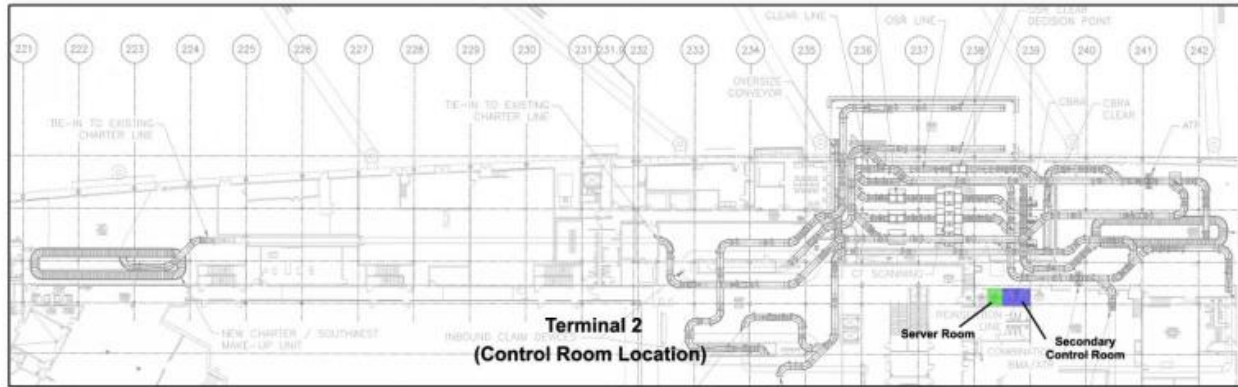 CLEAR LINE
OSR LINE
OSR CLEAR
DECISION POINT
221 222 223 224 225 226 227 228 229 230 231 231.9 232 233 234 235 236 237 238 239 240 241 242
OVERSIZE
CONVEYOR
TIE-IN TO EXISTING
CHARTER LINE
TIE-IN TO EXISTING
CHARTER LINE
CBRA
CBRA
CLEAR
ATP
CT SCANNING
NEW CHARTER / SOUTHWEST
MAKE-UP UNIT
INBOUND CLAIM DEVICES
Terminal 2
(Control Room Location)
Server Room
LINE
Secondary
Control Room